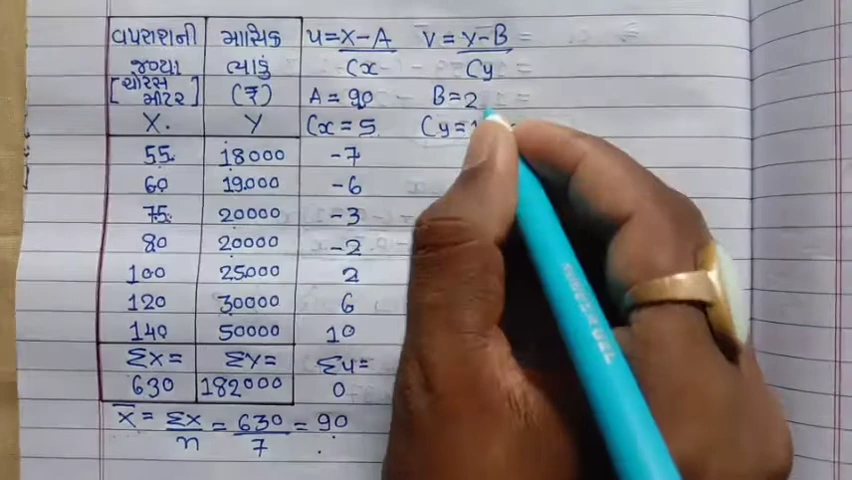 વપરાશની માસિક u=x-A v=y-B
જગ્યા ભાડું Cx Cy
[ચોરસ મીટર] (₹) A=90 B=2
X. Y Cx=5 Cy=1
55 18000 -7
60 19000 -6
75 20000 -3
80 20000 -2
100 25000 2
120 30000 6
140 50000 10
Σx= Σy= Σu=
630 182000 0
x̄ = Σx/n = 630/7 = 90